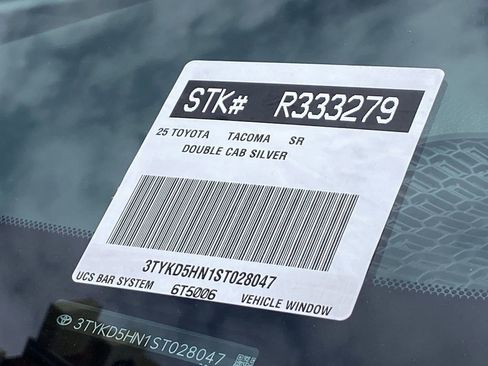 STK# R333279
25 TOYOTA TACOMA SR
DOUBLE CAB SILVER
3TYKD5HN1ST028047
UCS BAR SYSTEM 6T5006 VEHICLE WINDOW
3TYKD5HN1ST028047